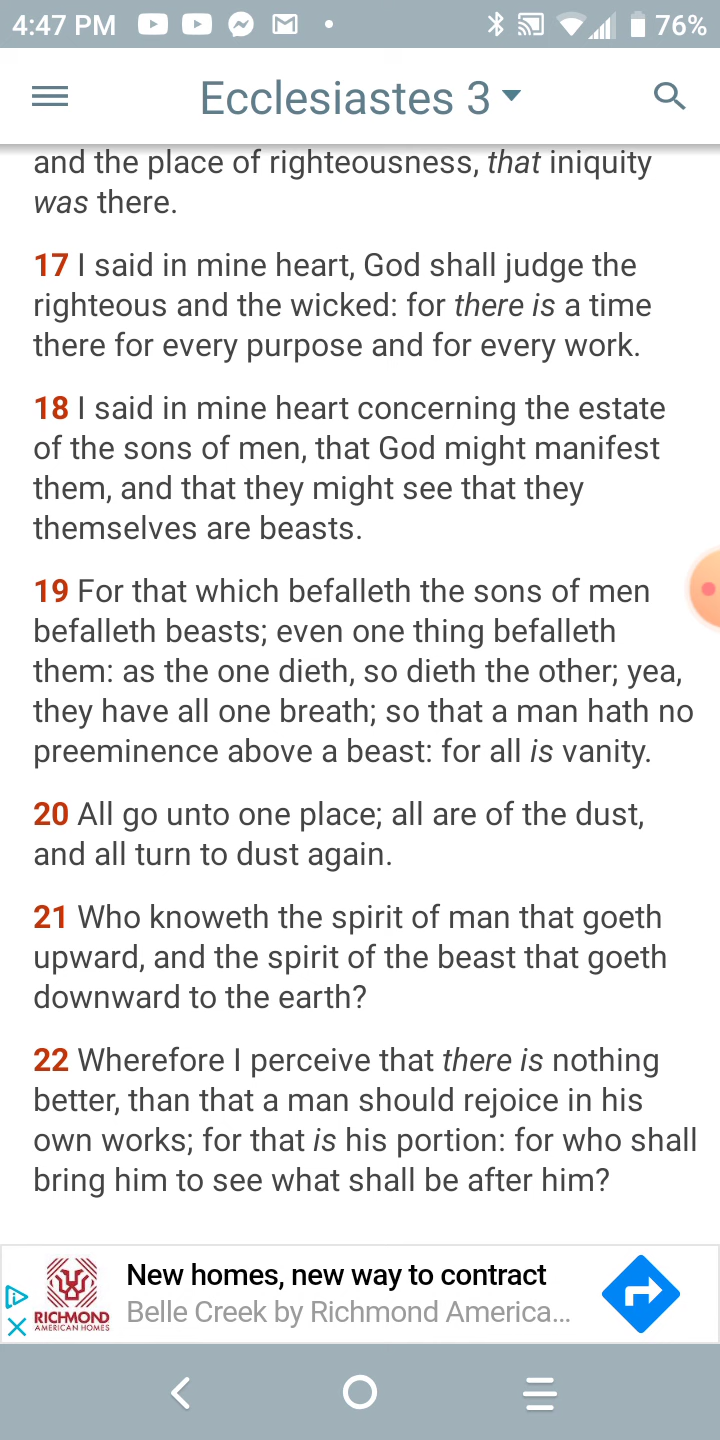 4:47 PM 76%
Ecclesiastes 3
and the place of righteousness, that iniquity
was there.
17 I said in mine heart, God shall judge the
righteous and the wicked: for there is a time
there for every purpose and for every work.
18 I said in mine heart concerning the estate
of the sons of men, that God might manifest
them, and that they might see that they
themselves are beasts.
19 For that which befalleth the sons of men
befalleth beasts; even one thing befalleth
them: as the one dieth, so dieth the other; yea,
they have all one breath; so that a man hath no
preeminence above a beast: for all is vanity.
20 All go unto one place; all are of the dust,
and all turn to dust again.
21 Who knoweth the spirit of man that goeth
upward, and the spirit of the beast that goeth
downward to the earth?
22 Wherefore I perceive that there is nothing
better, than that a man should rejoice in his
own works; for that is his portion: for who shall
bring him to see what shall be after him?
New homes, new way to contract
Belle Creek by Richmond America...
RICHMOND
AMERICAN HOMES